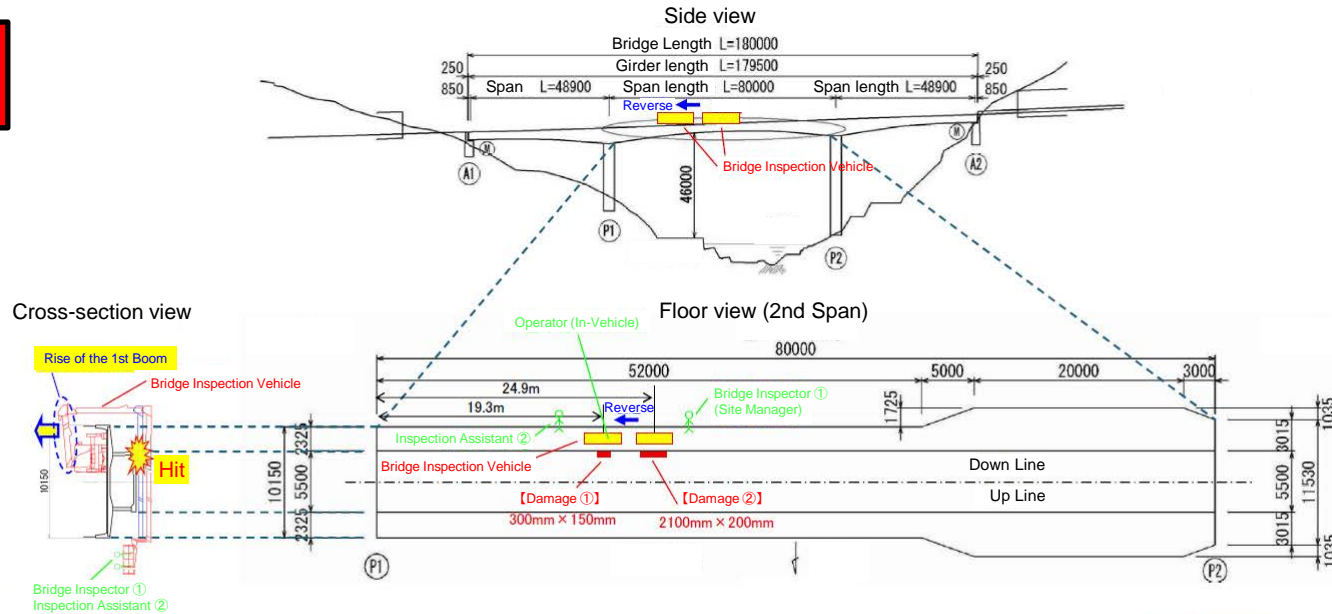 Side view
Bridge Length L=180000
250 Girder length L=179500 250
850 Span L=48900 Span length L=80000 Span length L=48900 850
Reverse
Bridge Inspection Vehicle
M
M
A1
A2
46000
P1
P2
Cross-section view
Floor view (2nd Span)
Operator (In-Vehicle)
Rise of the 1st Boom
Bridge Inspection Vehicle
80000
52000 5000 20000 3000
24.9m
19.3m
Reverse
Bridge Inspector ①
(Site Manager)
Inspection Assistant ②
Bridge Inspection Vehicle
Hit
10150
10150
2325
5500
2325
1725
1035
3015
5500
3015
11530
1035
Down Line
Up Line
【Damage ①】
300mm×150mm
【Damage ②】
2100mm×200mm
P1
P2
Bridge Inspector ①
Inspection Assistant ②